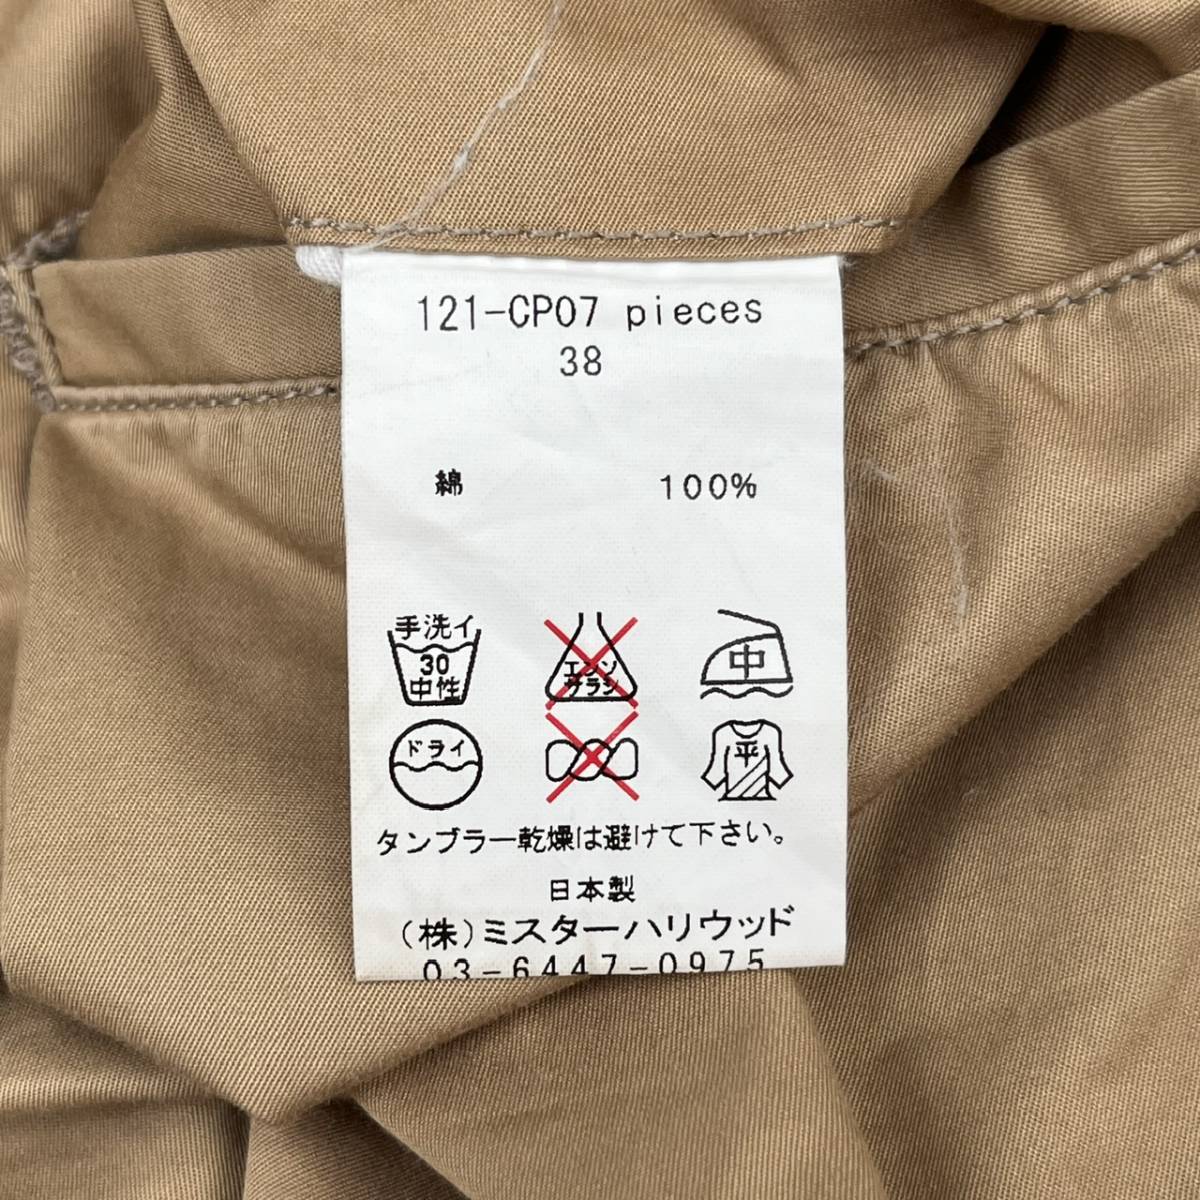 121-CP07 pieces
38
綿 100%
手洗イ
30
中性
エンソ
サラシ
中
ドライ
平
タンブラー乾燥は避けて下さい。
日本製
(株)ミスターハリウッド
03-6447-0975